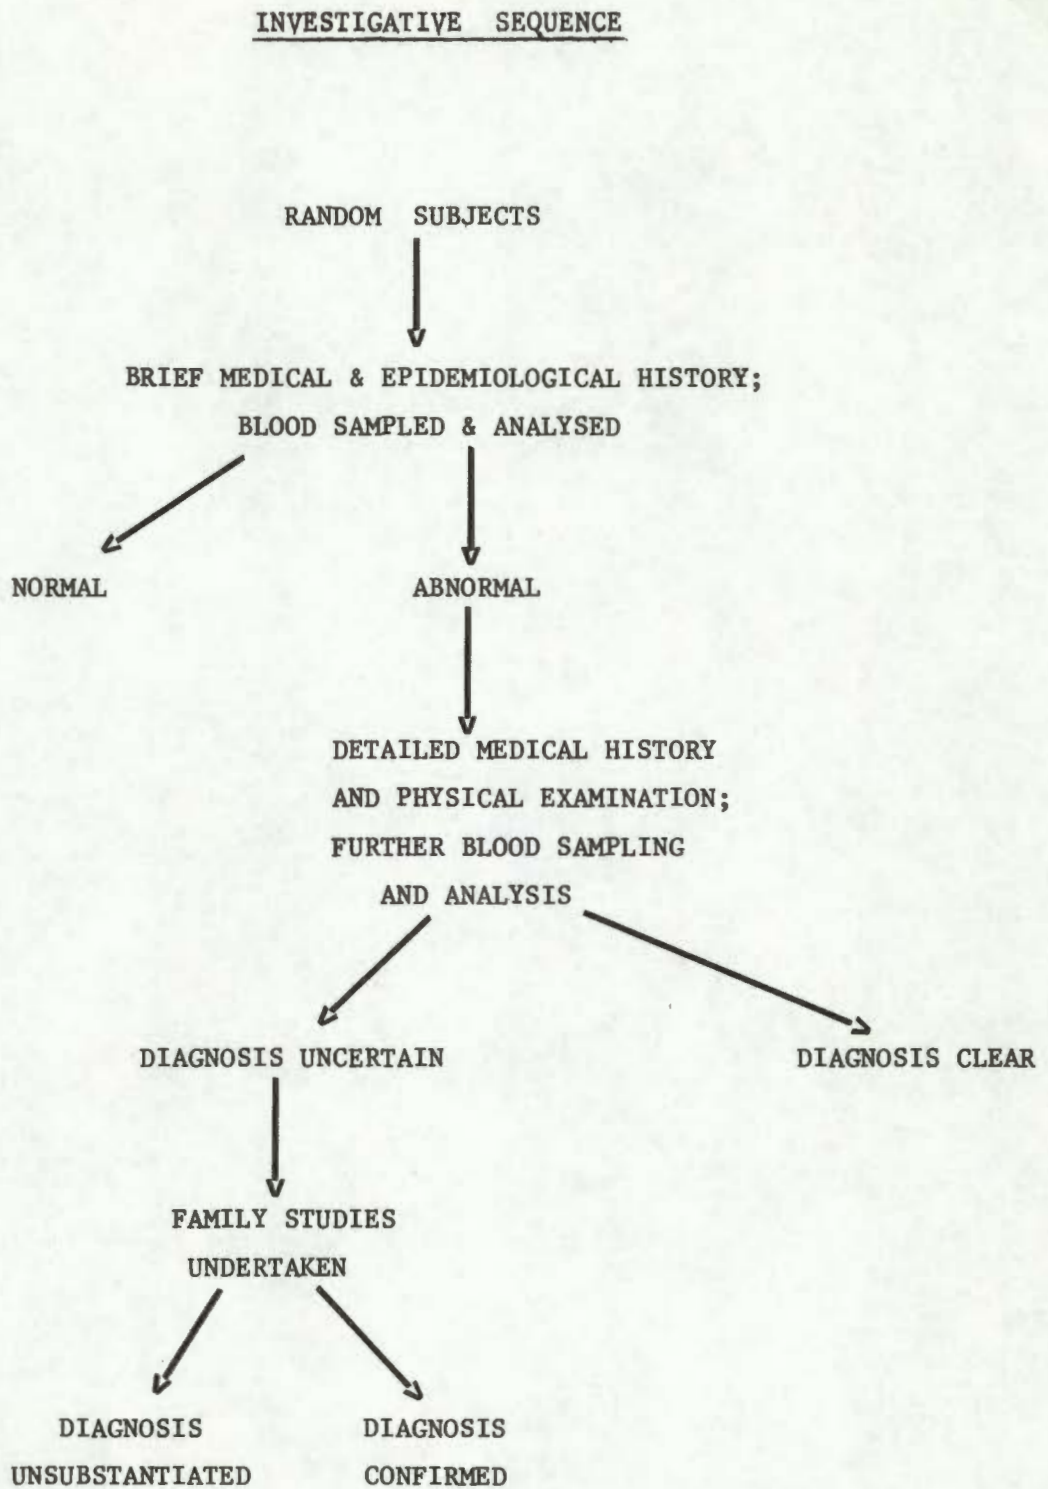 INVESTIGATIVE SEQUENCE
RANDOM SUBJECTS
BRIEF MEDICAL & EPIDEMIOLOGICAL HISTORY;
BLOOD SAMPLED & ANALYSED
NORMAL
ABNORMAL
DETAILED MEDICAL HISTORY
AND PHYSICAL EXAMINATION;
FURTHER BLOOD SAMPLING
AND ANALYSIS
DIAGNOSIS UNCERTAIN
DIAGNOSIS CLEAR
FAMILY STUDIES
UNDERTAKEN
DIAGNOSIS
UNSUBSTANTIATED
DIAGNOSIS
CONFIRMED